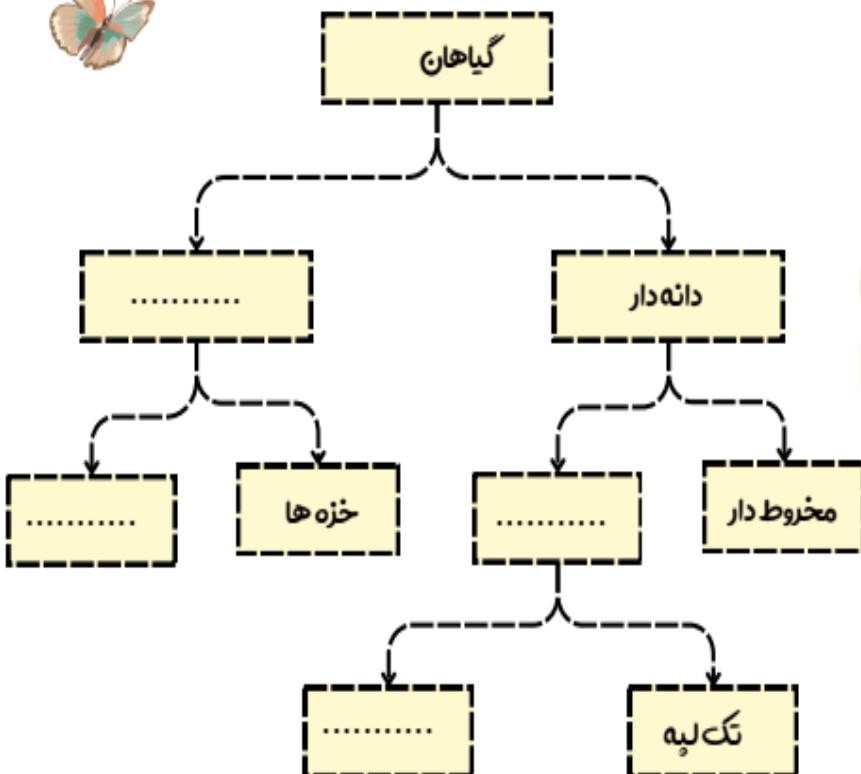 گیاهان
دانه‌دار
...........
مخروط دار
...........
خزه ها
...........
تک لپه
...........